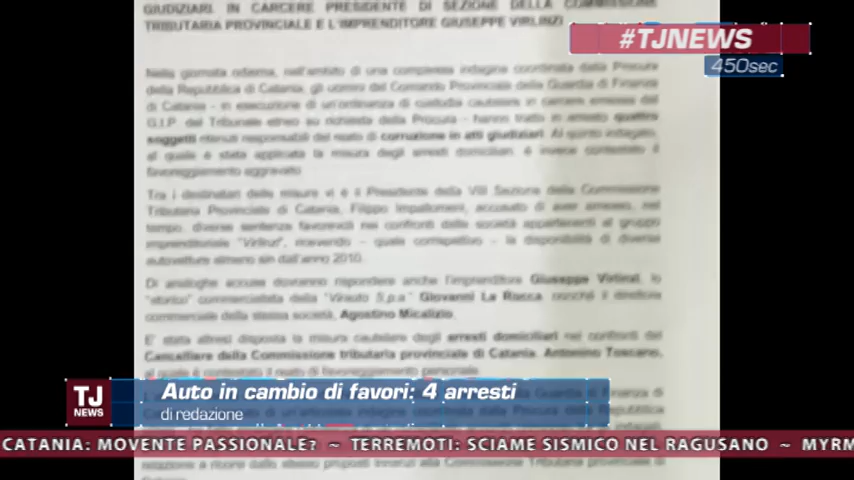 GIUDIZIARI. IN CARCERE PRESIDENTE DI SEZIONE DELLA COMMISSIONE
TRIBUTARIA PROVINCIALE E L'IMPRENDITORE GIUSEPPE VIRLINZI
#TJNEWS
450sec
Nella giornata odierna, nell'ambito di una complessa indagine coordinata dalla Procura
della Repubblica di Catania, gli uomini del Comando Provinciale della Guardia di Finanza
di Catania - in esecuzione di un'ordinanza di custodia cautelare in carcere emessa dal
G.I.P. del Tribunale etneo su richiesta della Procura - hanno tratto in arresto quattro
soggetti ritenuti responsabili del reato di corruzione in atti giudiziari. Al quinto indagato,
al quale è stata applicata la misura degli arresti domiciliari, è invece contestato il
favoreggiamento aggravato.
Tra i destinatari delle misure vi è il Presidente della VIII Sezione della Commissione
Tributaria Provinciale di Catania, Filippo Impallomeni, accusato di aver emesso, nel
tempo, diverse sentenze favorevoli nei confronti delle società appartenenti al gruppo
imprenditoriale "Virlinzi", ricevendo - quale corrispettivo - la disponibilità di diverse
autovetture almeno sin dall'anno 2010.
Di analoghe accuse dovranno rispondere anche l'imprenditore Giuseppe Virlinzi, lo
"storico" commercialista della "Virauto S.p.a." Giovanni La Rocca, nonché il direttore
commerciale della stessa società, Agostino Micalizio.
E' stata altresì disposta la misura cautelare degli arresti domiciliari nei confronti del
Cancelliere della Commissione tributaria provinciale di Catania, Antonino Toscano,
al quale è contestato il reato di favoreggiamento personale.
TJ
NEWS
Auto in cambio di favori: 4 arresti
di redazione
CATANIA: MOVENTE PASSIONALE? ~ TERREMOTI: SCIAME SISMICO NEL RAGUSANO ~ MYRM